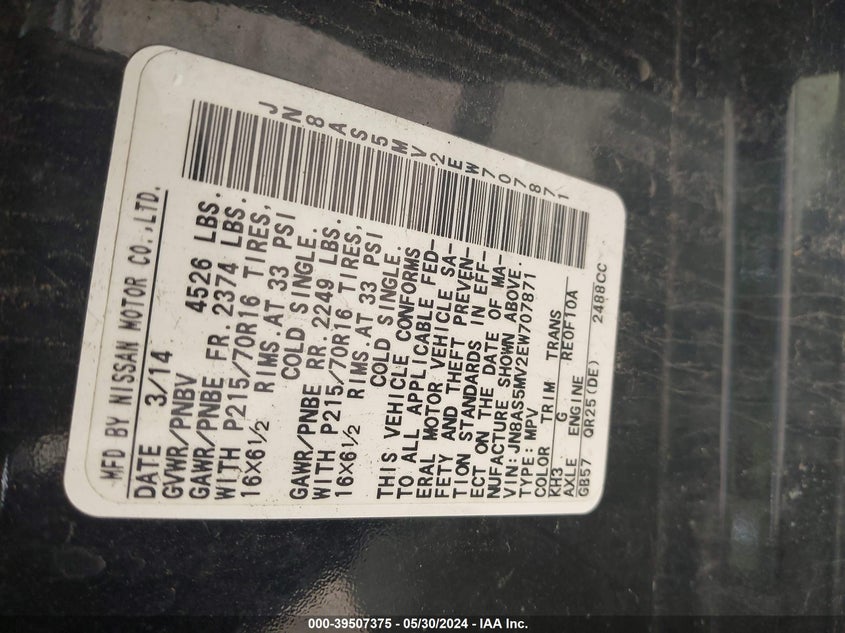 JN8AS5MV2EW707871
MFD BY NISSAN MOTOR CO.,LTD.
DATE 3/14
GVWR/PNBV 4526 LBS.
GAWR/PNBE FR. 2374 LBS.
WITH P215/70R16 TIRES,
16X6½ RIMS AT 33 PSI
COLD SINGLE.
GAWR/PNBE RR. 2249 LBS.
WITH P215/70R16 TIRES,
16X6½ RIMS AT 33 PSI
COLD SINGLE.
THIS VEHICLE CONFORMS
TO ALL APPLICABLE FED-
ERAL MOTOR VEHICLE SA-
FETY AND THEFT PREVEN-
TION STANDARDS IN EFF-
ECT ON THE DATE OF MA-
NUFACTURE SHOWN ABOVE.
VIN: JN8AS5MV2EW707871
TYPE: MPV
COLOR TRIM TRANS
KH3 G RE0F10A
AXLE ENGINE
GB57 QR25(DE) 2488CC
000-39507375 - 05/30/2024 - IAA Inc.